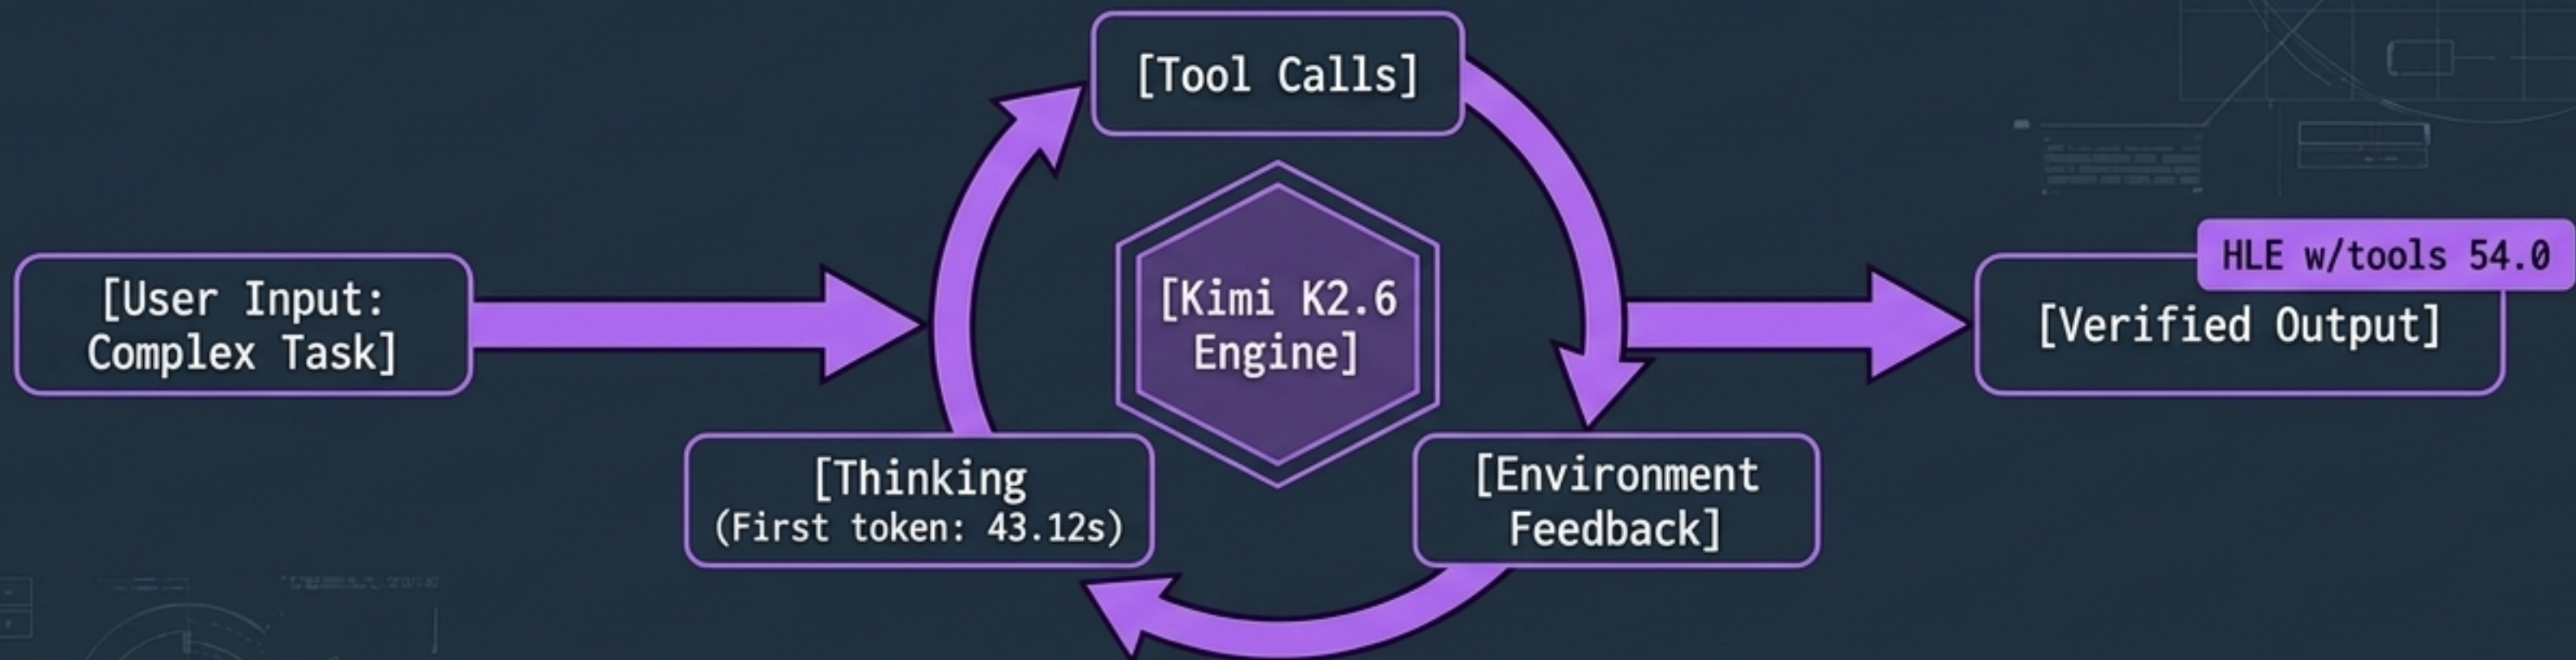 [Tool Calls]
[User Input:
Complex Task]
[Kimi K2.6
Engine]
HLE w/tools 54.0
[Verified Output]
[Thinking
(First token: 43.12s)
[Environment
Feedback]